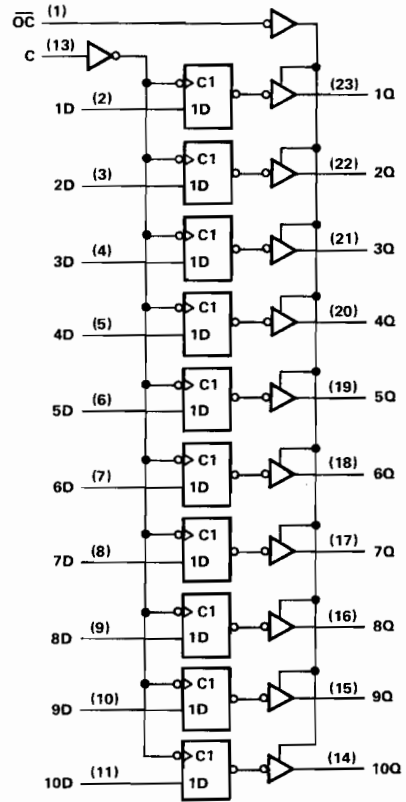 O̅C̅ (1)
C (13)
C1
1D (2) 1D (23) 1Q
C1
2D (3) 1D (22) 2Q
C1
3D (4) 1D (21) 3Q
C1
4D (5) 1D (20) 4Q
C1
5D (6) 1D (19) 5Q
C1
6D (7) 1D (18) 6Q
C1
7D (8) 1D (17) 7Q
C1
8D (9) 1D (16) 8Q
C1
9D (10) 1D (15) 9Q
C1
10D (11) 1D (14) 10Q